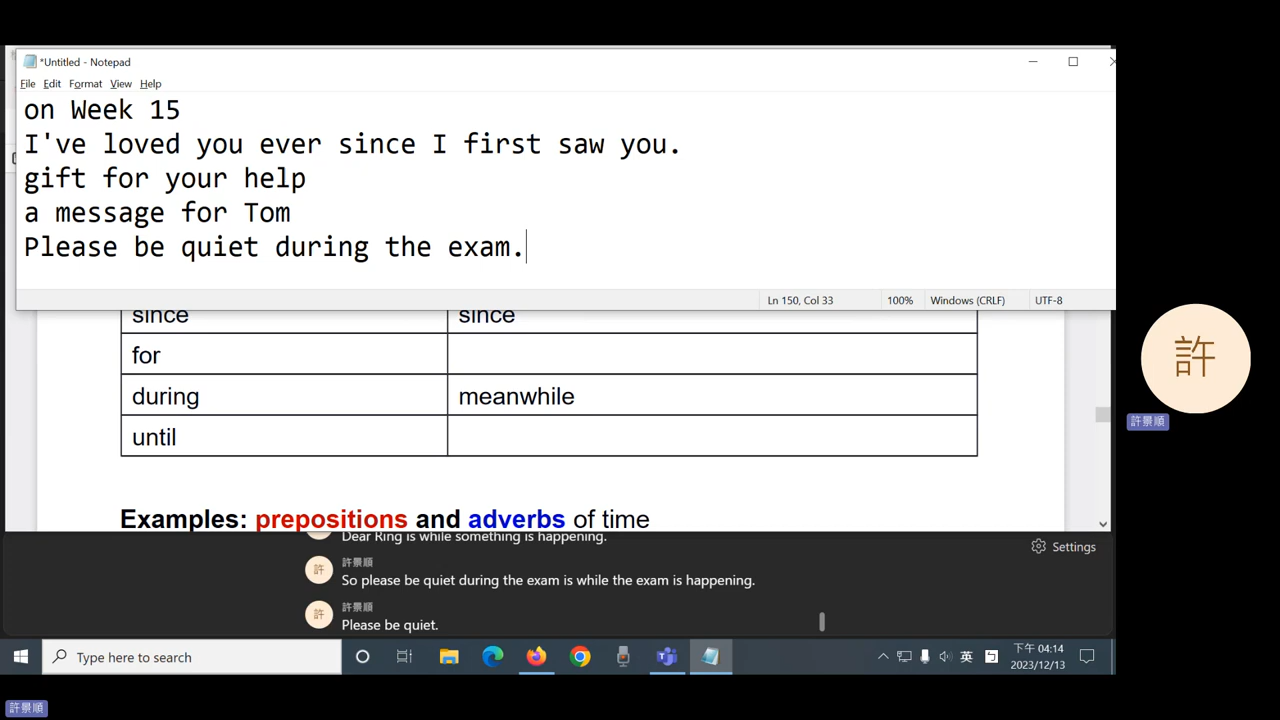 *Untitled - Notepad
File Edit Format View Help
on Week 15
I've loved you ever since I first saw you.
gift for your help
a message for Tom
Please be quiet during the exam.
Ln 150, Col 33 100% Windows (CRLF) UTF-8
since since
for
during meanwhile
until
Examples: prepositions and adverbs of time
Dear Ring is while something is happening.
Settings
許 許景順
So please be quiet during the exam is while the exam is happening.
許 許景順
Please be quiet.
許
許景順
Type here to search
英
下午 04:14
2023/12/13
許景順